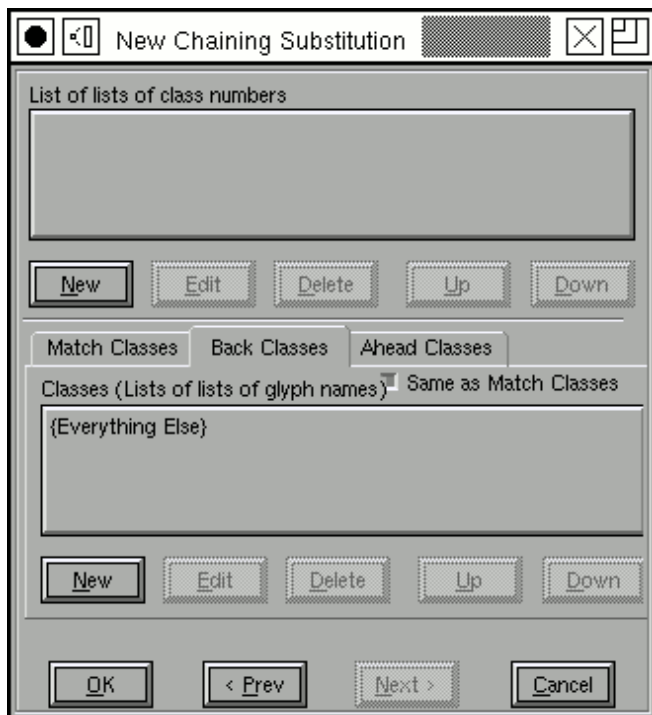 New Chaining Substitution
List of lists of class numbers
New Edit Delete Up Down
Match Classes Back Classes Ahead Classes
Classes (Lists of lists of glyph names) Same as Match Classes
{Everything Else}
New Edit Delete Up Down
OK < Prev Next > Cancel